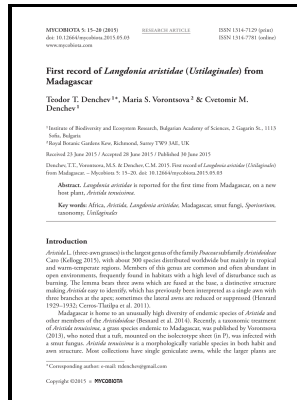 MYCOBIOTA 5: 15–20 (2015) RESEARCH ARTICLE ISSN 1314-7129 (print)
doi: 10.12664/mycobiota.2015.05.03 ISSN 1314-7781 (online)
www.mycobiota.com
First record of Langdonia aristidae (Ustilaginales) from
Madagascar
Teodor T. Denchev ¹*, Maria S. Vorontsova ² & Cvetomir M.
Denchev ¹
¹ Institute of Biodiversity and Ecosystem Research, Bulgarian Academy of Sciences, 2 Gagarin St., 1113
Sofia, Bulgaria
² Royal Botanic Gardens Kew, Richmond, Surrey TW9 3AE, UK
Received 23 June 2015 / Accepted 28 June 2015 / Published 30 June 2015
Denchev, T.T., Vorontsova, M.S. & Denchev, C.M. 2015. First record of Langdonia aristidae (Ustilaginales)
from Madagascar. – Mycobiota 5: 15–20. doi: 10.12664/mycobiota.2015.05.03
Abstract. Langdonia aristidae is reported for the first time from Madagascar, on a new
host plant, Aristida tenuissima.
Key words: Africa, Aristida, Langdonia, Madagascar, smut fungi, Sporisorium,
taxonomy, Ustilaginales
Introduction
Aristida L. (three-awn grasses) is the largest genus of the family Poaceae subfamily Aristidoideae
Caro (Kellogg 2015), with about 300 species distributed worldwide but mainly in tropical
and warm-temperate regions. Members of this genus are common and often abundant in
open environments, frequently found in habitats with a high level of disturbance such as
burning. The lemma bears three awns which are fused at the base, a distinctive structure
making Aristida easy to identify, which has previously been interpreted as a single awn with
three branches at the apex; sometimes the lateral awns are reduced or suppressed (Henrard
1929–1932; Cerros-Tlatilpa et al. 2011).
Madagascar is home to an unusually high diversity of endemic species of Aristida and
other members of the Aristidoideae (Besnard et al. 2014). Recently, a taxonomic treatment
of Aristida tenuissima, a grass species endemic to Madagascar, was published by Vorontsova
(2013), who noted that a tuft, mounted on the isolectotype sheet (in P), was infected with
a smut fungus. Aristida tenuissima is a morphologically variable species in both habit and
awn structure. Most collections have single geniculate awns, while the larger plants are
*Corresponding author: e-mail: ttdenchev@gmail.com
Copyright ©2015 MYCOBIOTA